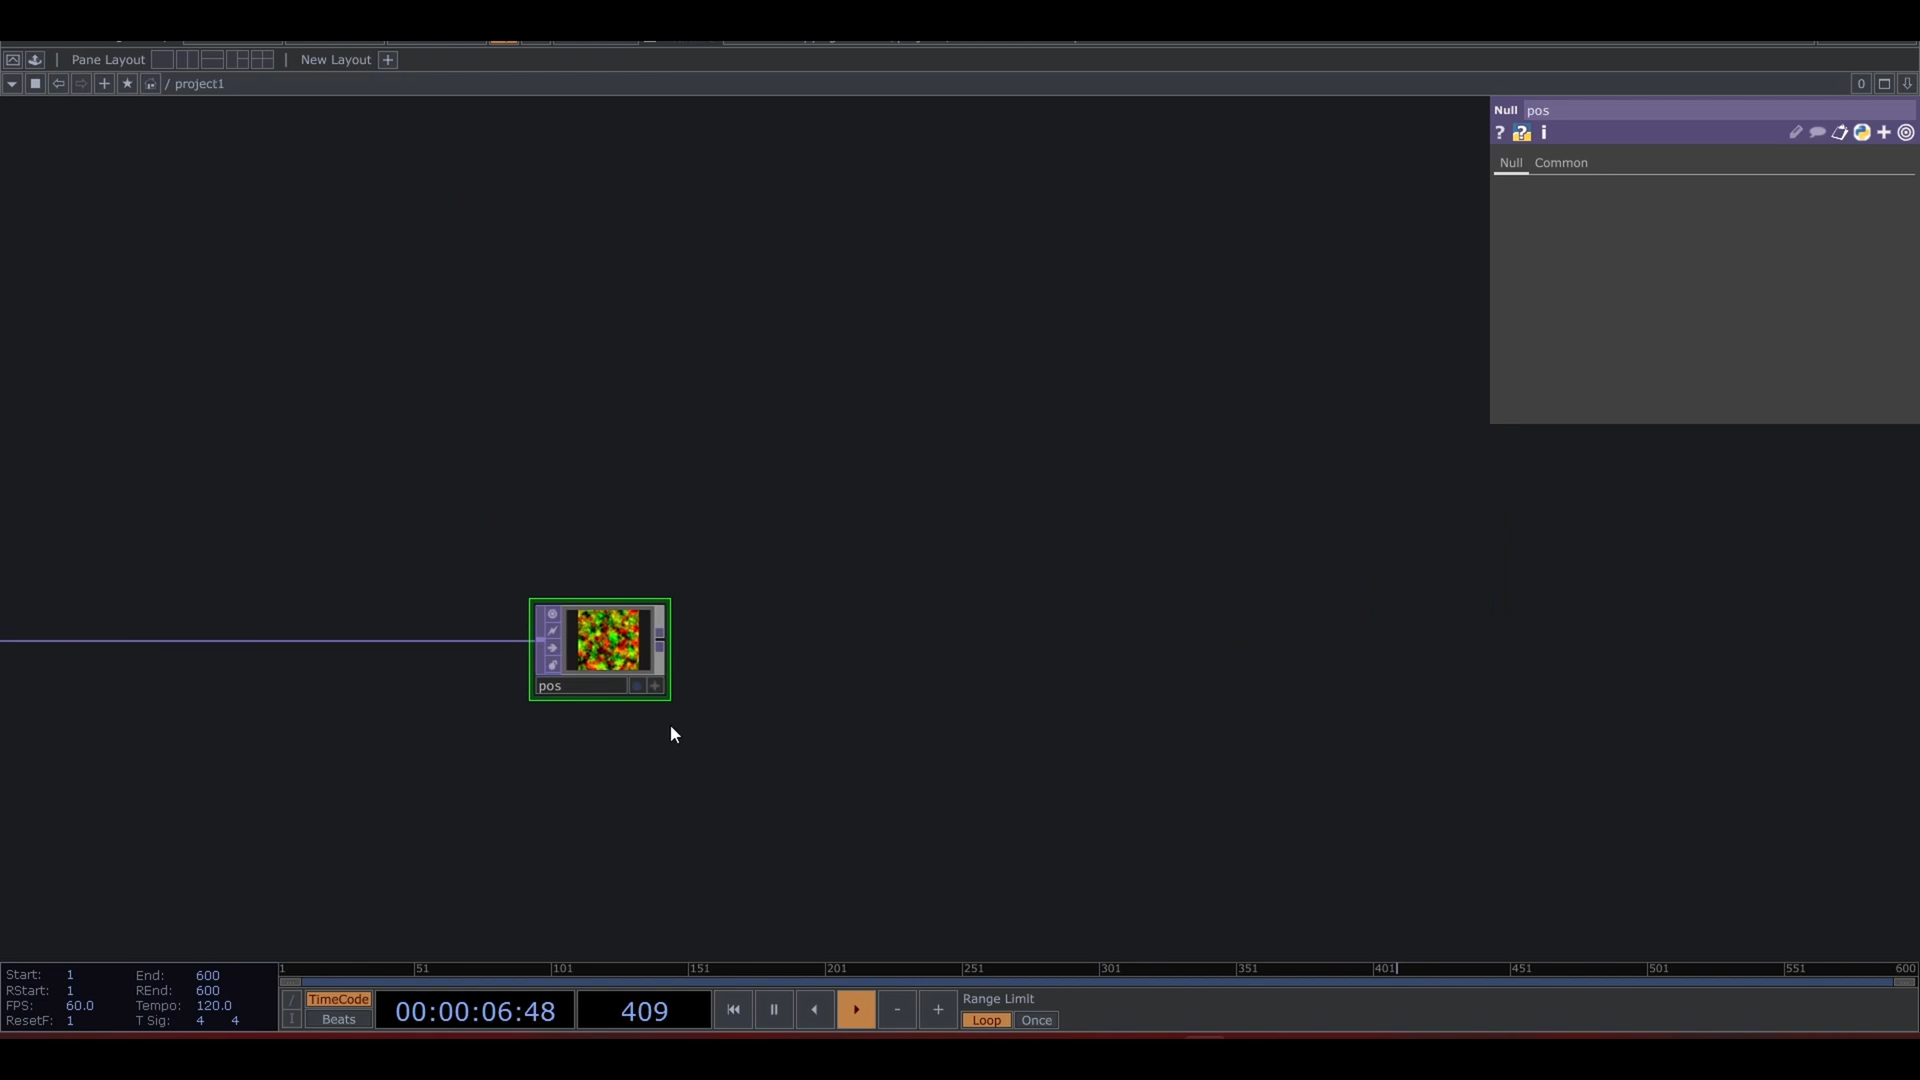 Pane Layout | New Layout +
/ project1
0
Null pos
? ? i
Null Common
pos
1 51 101 151 201 251 301 351 401 451 501 551 600
Start: 1 End: 600
RStart: 1 REnd: 600
FPS: 60.0 Tempo: 120.0
ResetF: 1 T Sig: 4 4
/ TimeCode
I Beats
00:00:06:48
409
- +
Range Limit
Loop Once